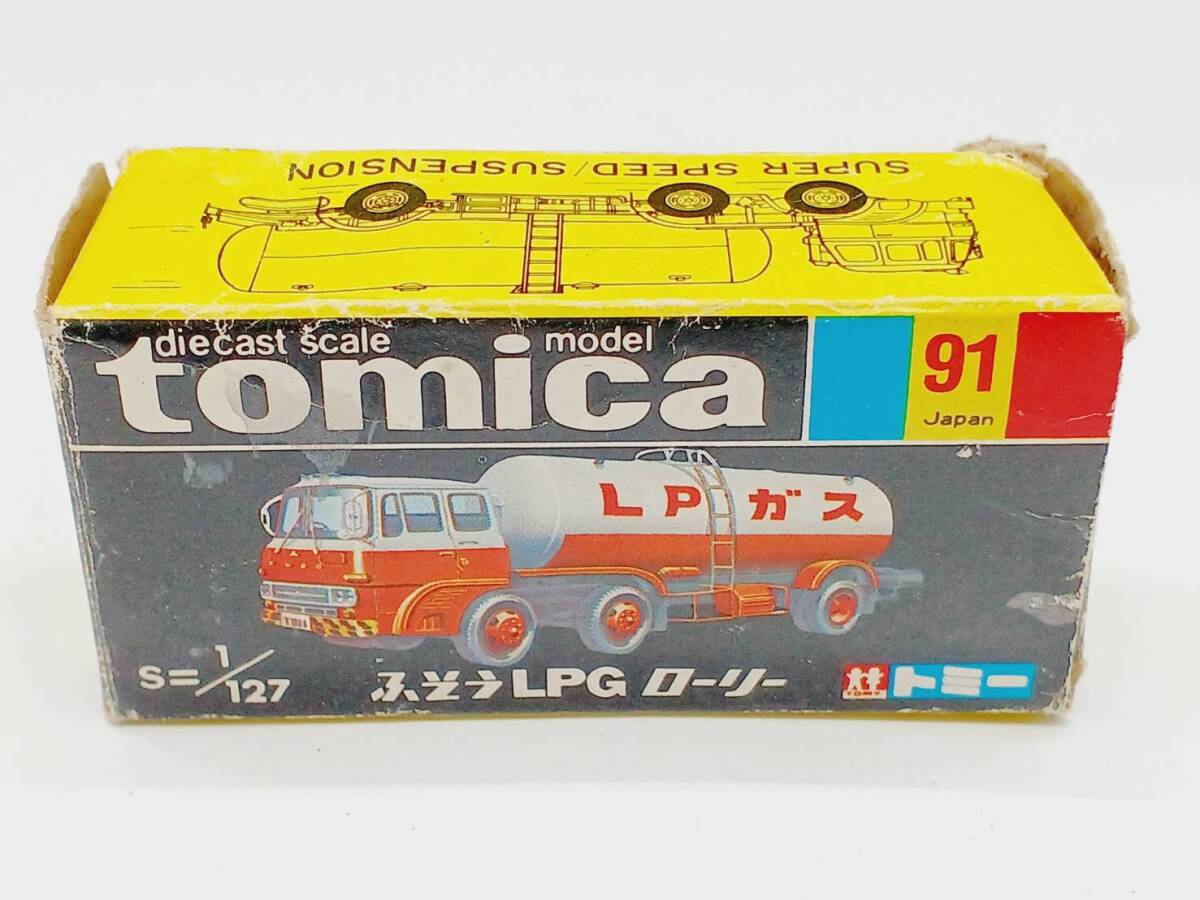 SUPER SPEED/SUSPENSION
diecast scale model
tomica
91
Japan
LPガス
FUSO
S=1/127
ふそうLPG ローリー
TOMY
トミー